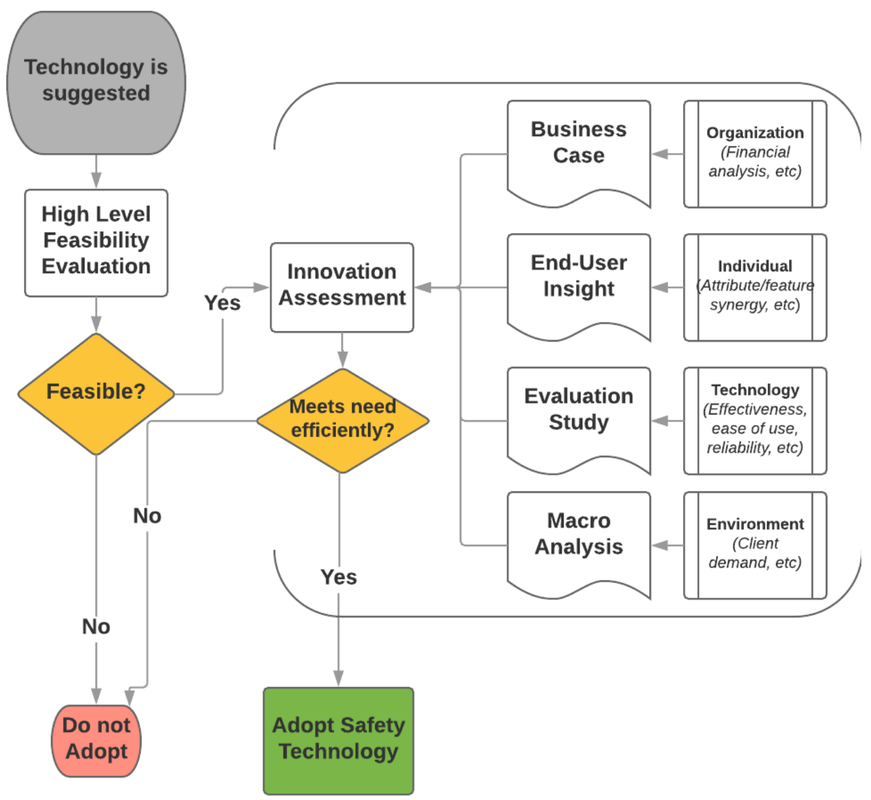 Technology is
suggested
High Level
Feasibility
Evaluation
Feasible?
Yes
No
Do not
Adopt
Innovation
Assessment
Meets need
efficiently?
No
Yes
Adopt Safety
Technology
Business
Case
Organization
(Financial
analysis, etc)
End-User
Insight
Individual
(Attribute/feature
synergy, etc)
Evaluation
Study
Technology
(Effectiveness,
ease of use,
reliability, etc)
Macro
Analysis
Environment
(Client
demand, etc)